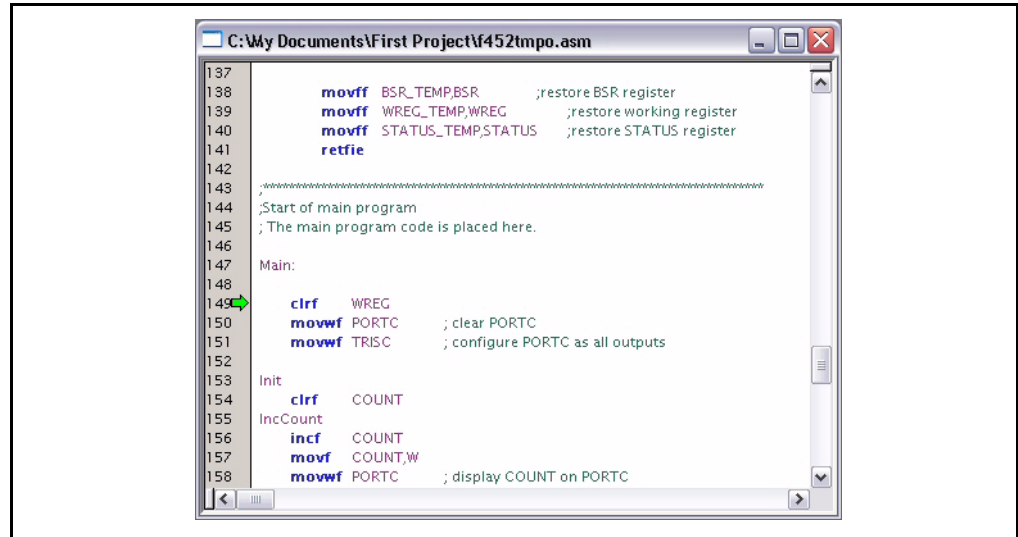 C:\My Documents\First Project\f452tmpo.asm
137
138 movff BSR_TEMP,BSR ;restore BSR register
139 movff WREG_TEMP,WREG ;restore working register
140 movff STATUS_TEMP,STATUS ;restore STATUS register
141 retfie
142
143 ;******************************************************************************
144 ;Start of main program
145 ; The main program code is placed here.
146
147 Main:
148
149 clrf WREG
150 movwf PORTC ; clear PORTC
151 movwf TRISC ; configure PORTC as all outputs
152
153 Init
154 clrf COUNT
155 IncCount
156 incf COUNT
157 movf COUNT,W
158 movwf PORTC ; display COUNT on PORTC